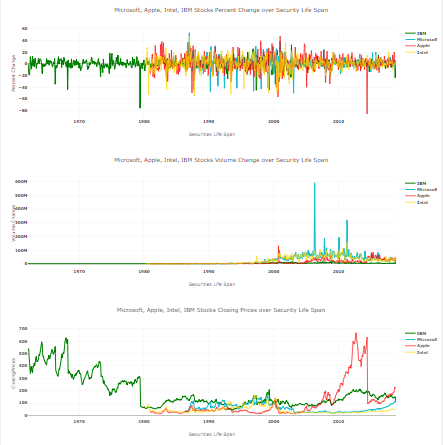 Microsoft, Apple, Intel, IBM Stocks Percent Change over Security Life Span
60
40
20
0
−20
−40
−60
−80
Percent Change
IBM
Microsoft
Apple
Intel
1970
1980
1990
2000
2010
Securities Life Span
Microsoft, Apple, Intel, IBM Stocks Volume Change over Security Life Span
600M
500M
400M
300M
200M
100M
0
Volume Change
IBM
Microsoft
Apple
Intel
1970
1980
1990
2000
2010
Securities Life Span
Microsoft, Apple, Intel, IBM Stocks Closing Prices over Security Life Span
700
600
500
400
300
200
100
0
ClosingPrices
IBM
Microsoft
Apple
Intel
1970
1980
1990
2000
2010
Securities Life Span